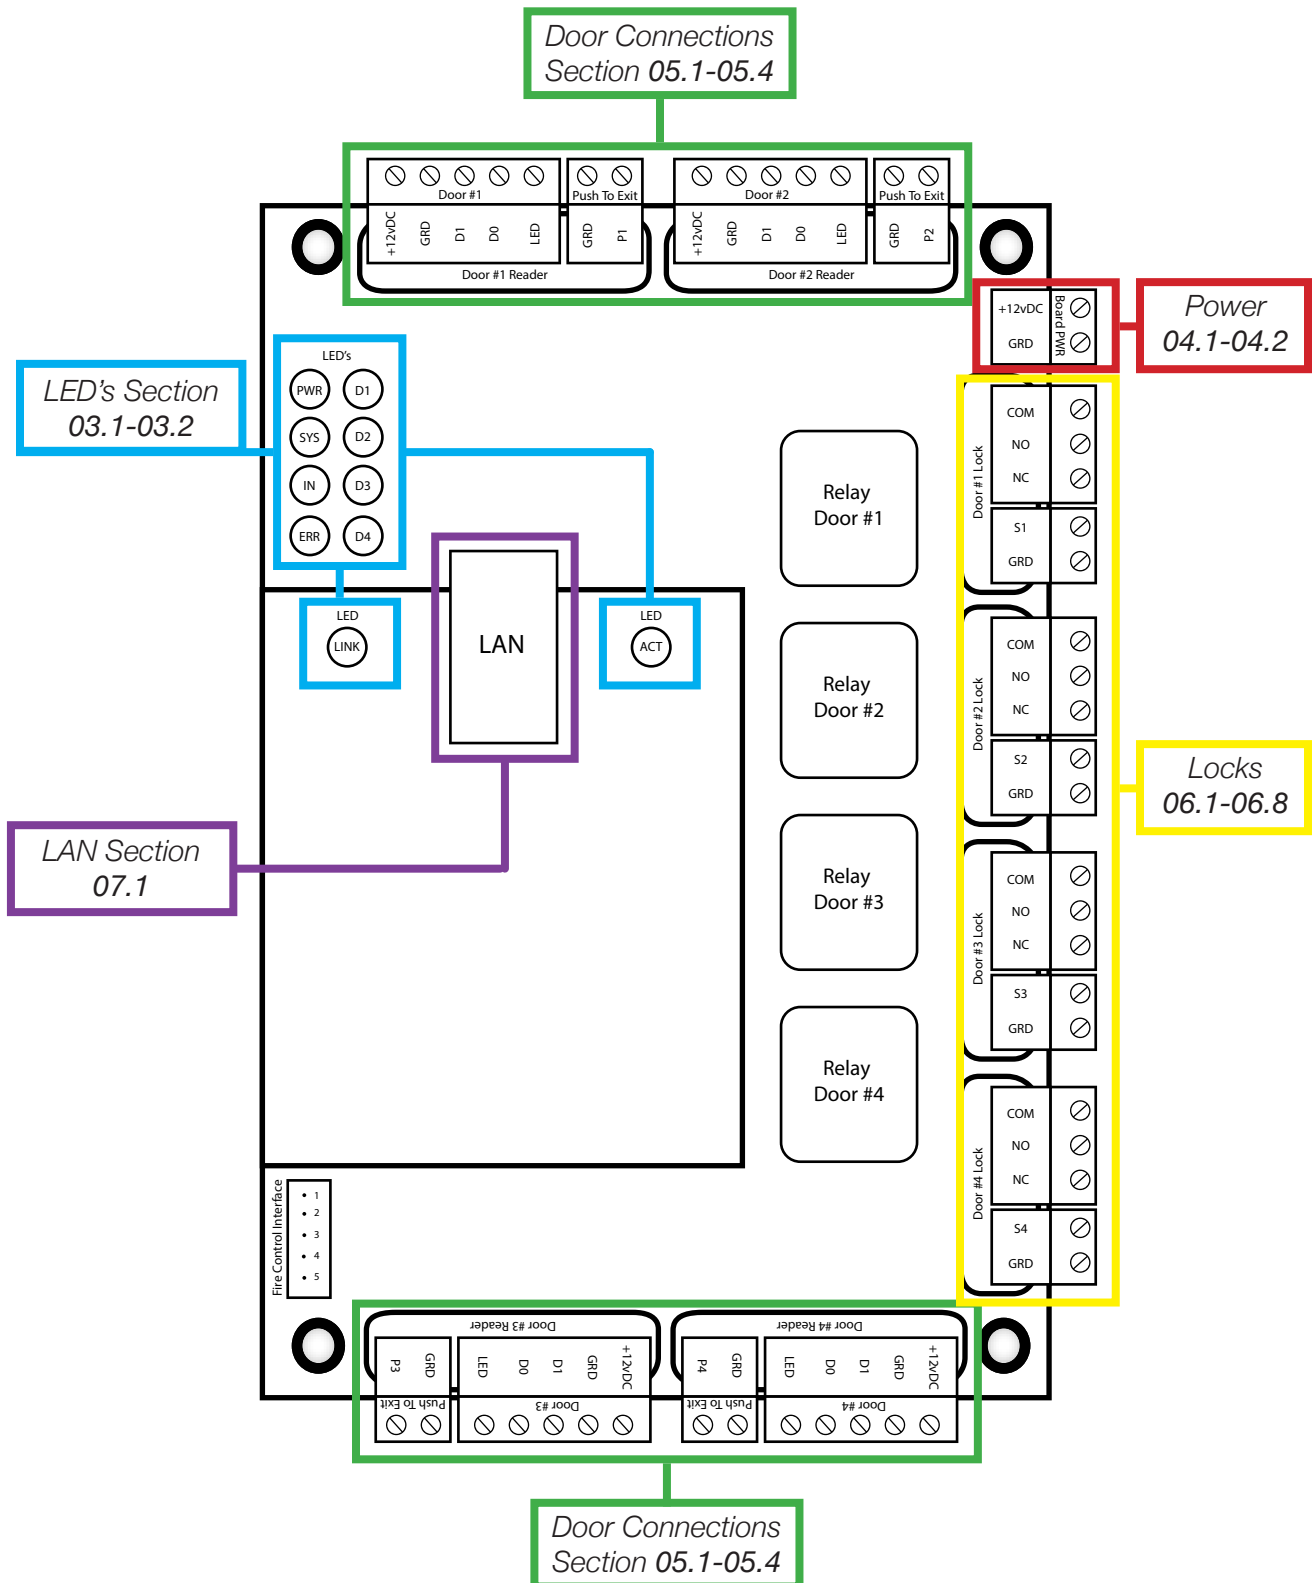 Door Connections
Section 05.1-05.4
Door #1
Push To Exit
Door #2
Push To Exit
+12vDC
GRD
D1
D0
LED
GRD
P1
+12vDC
GRD
D1
D0
LED
GRD
P2
Door #1 Reader
Door #2 Reader
+12vDC
GRD
Board PWR
Power
04.1-04.2
LED's Section
03.1-03.2
LED's
PWR
D1
SYS
D2
IN
D3
ERR
D4
LED
LINK
LAN
LED
ACT
LAN Section
07.1
Relay
Door #1
Relay
Door #2
Relay
Door #3
Relay
Door #4
Door #1 Lock
COM
NO
NC
S1
GRD
Door #2 Lock
COM
NO
NC
S2
GRD
Door #3 Lock
COM
NO
NC
S3
GRD
Door #4 Lock
COM
NO
NC
S4
GRD
Locks
06.1-06.8
Fire Control Interface
1
2
3
4
5
Door #3 Reader
Door #4 Reader
P3
GRD
LED
D0
D1
GRD
+12vDC
P4
GRD
LED
D0
D1
GRD
+12vDC
Push To Exit
Door #3
Push To Exit
Door #4
Door Connections
Section 05.1-05.4